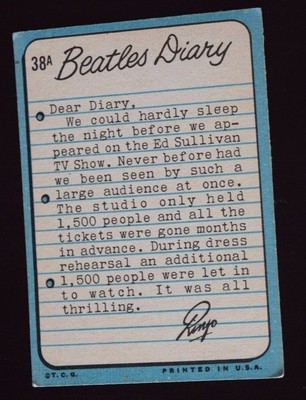 38A Beatles Diary
Dear Diary,
We could hardly sleep
the night before we ap-
peared on the Ed Sullivan
TV Show. Never before had
we been seen by such a
large audience at once.
The studio only held
1,500 people and all the
tickets were gone months
in advance. During dress
rehearsal an additional
1,500 people were let in
to watch. It was all
thrilling.
Ringo
©T.C.G. PRINTED IN U.S.A.